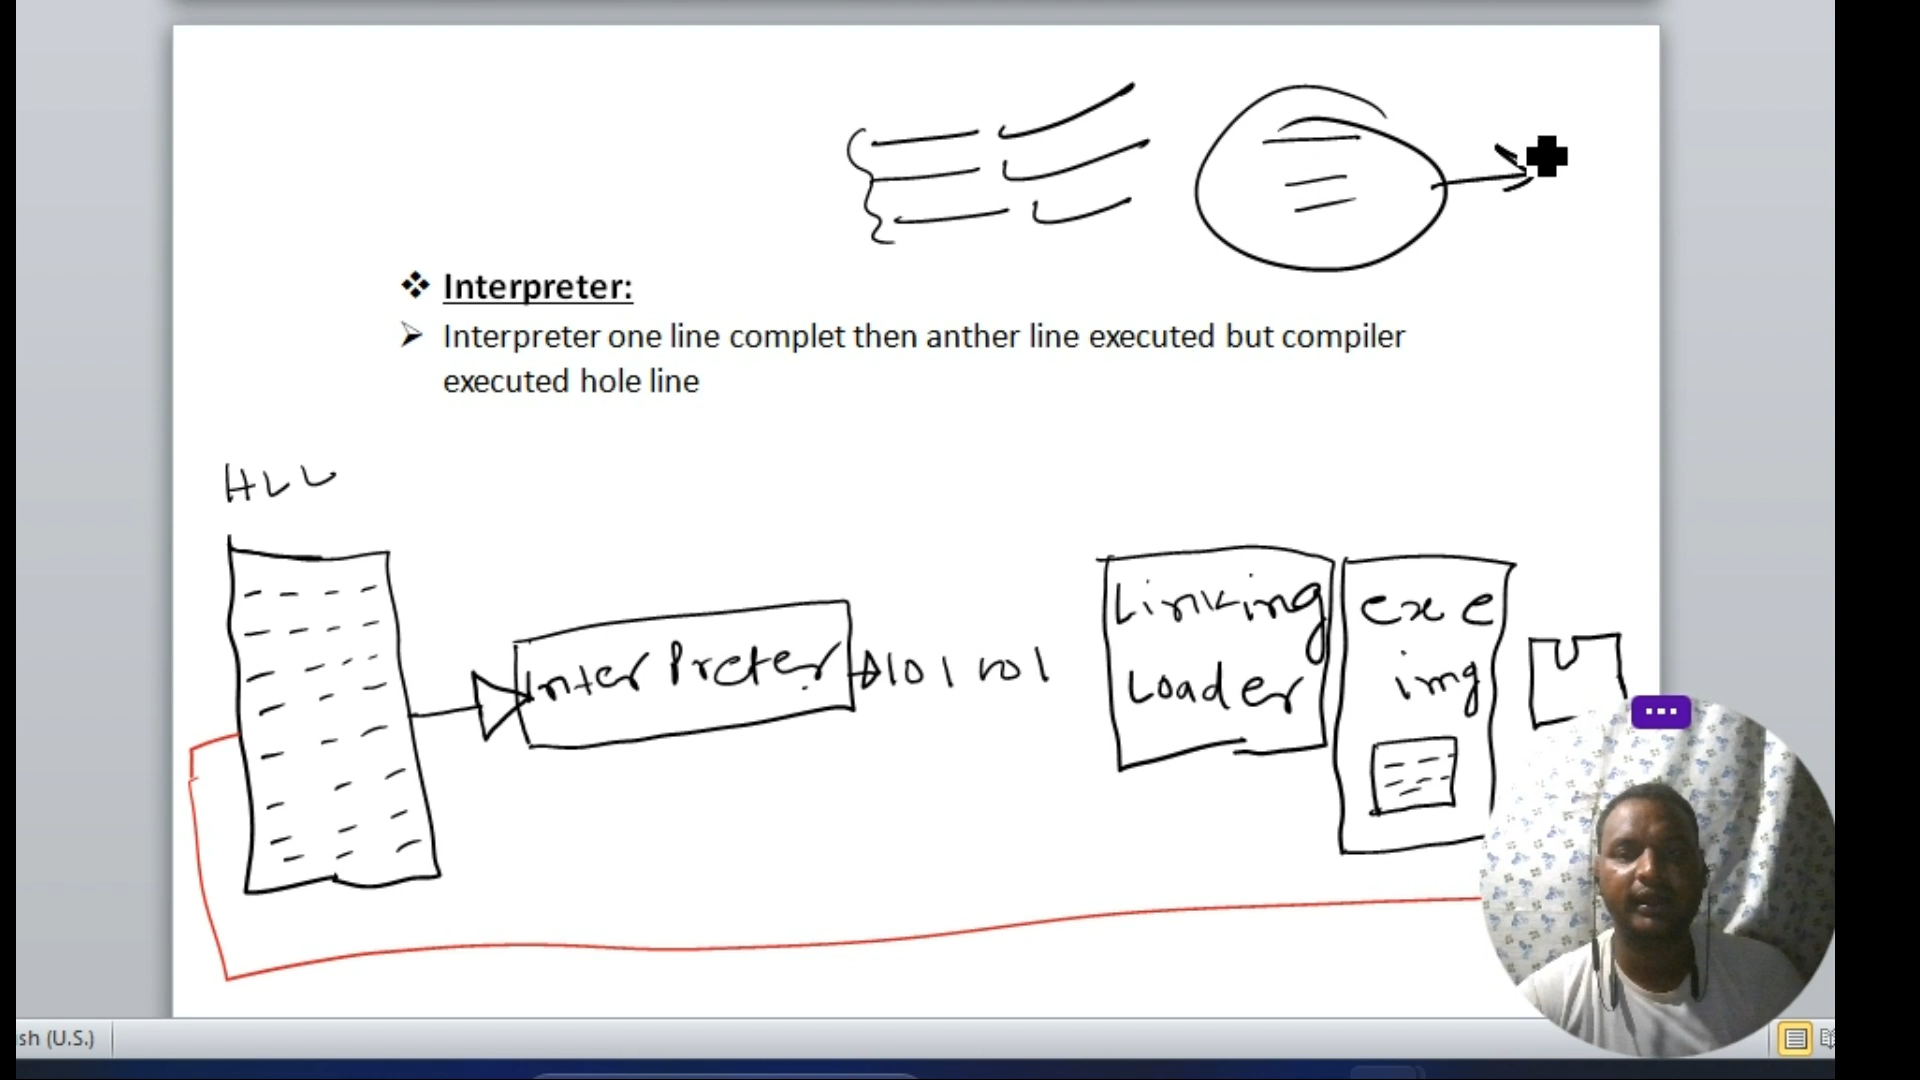 Interpreter:
Interpreter one line complet then anther line executed but compiler
executed hole line
HLL
InterPreter
101101
Linking
Loader
exe
img
sh (U.S.)